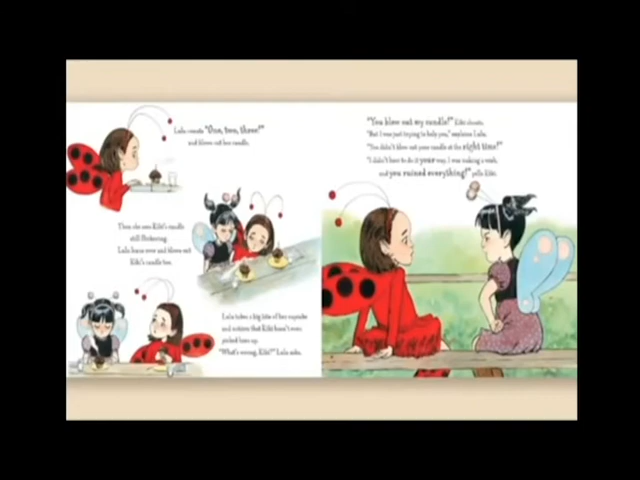 Lulu counts "One, two, three!"
and blows out her candle.
Then she sees Kiki's candle
still flickering.
Lulu leans over and blows out
Kiki's candle too.
Lulu takes a big bite of her cupcake
and notices that Kiki hasn't even
picked hers up.
"What's wrong, Kiki?" Lulu asks.
"You blew out my candle!" Kiki shouts.
"But I was just trying to help you," explains Lulu.
"You didn't blow out your candle at the right time!"
"I didn't have to do it your way. I was making a wish,
and you ruined everything!" yells Kiki.